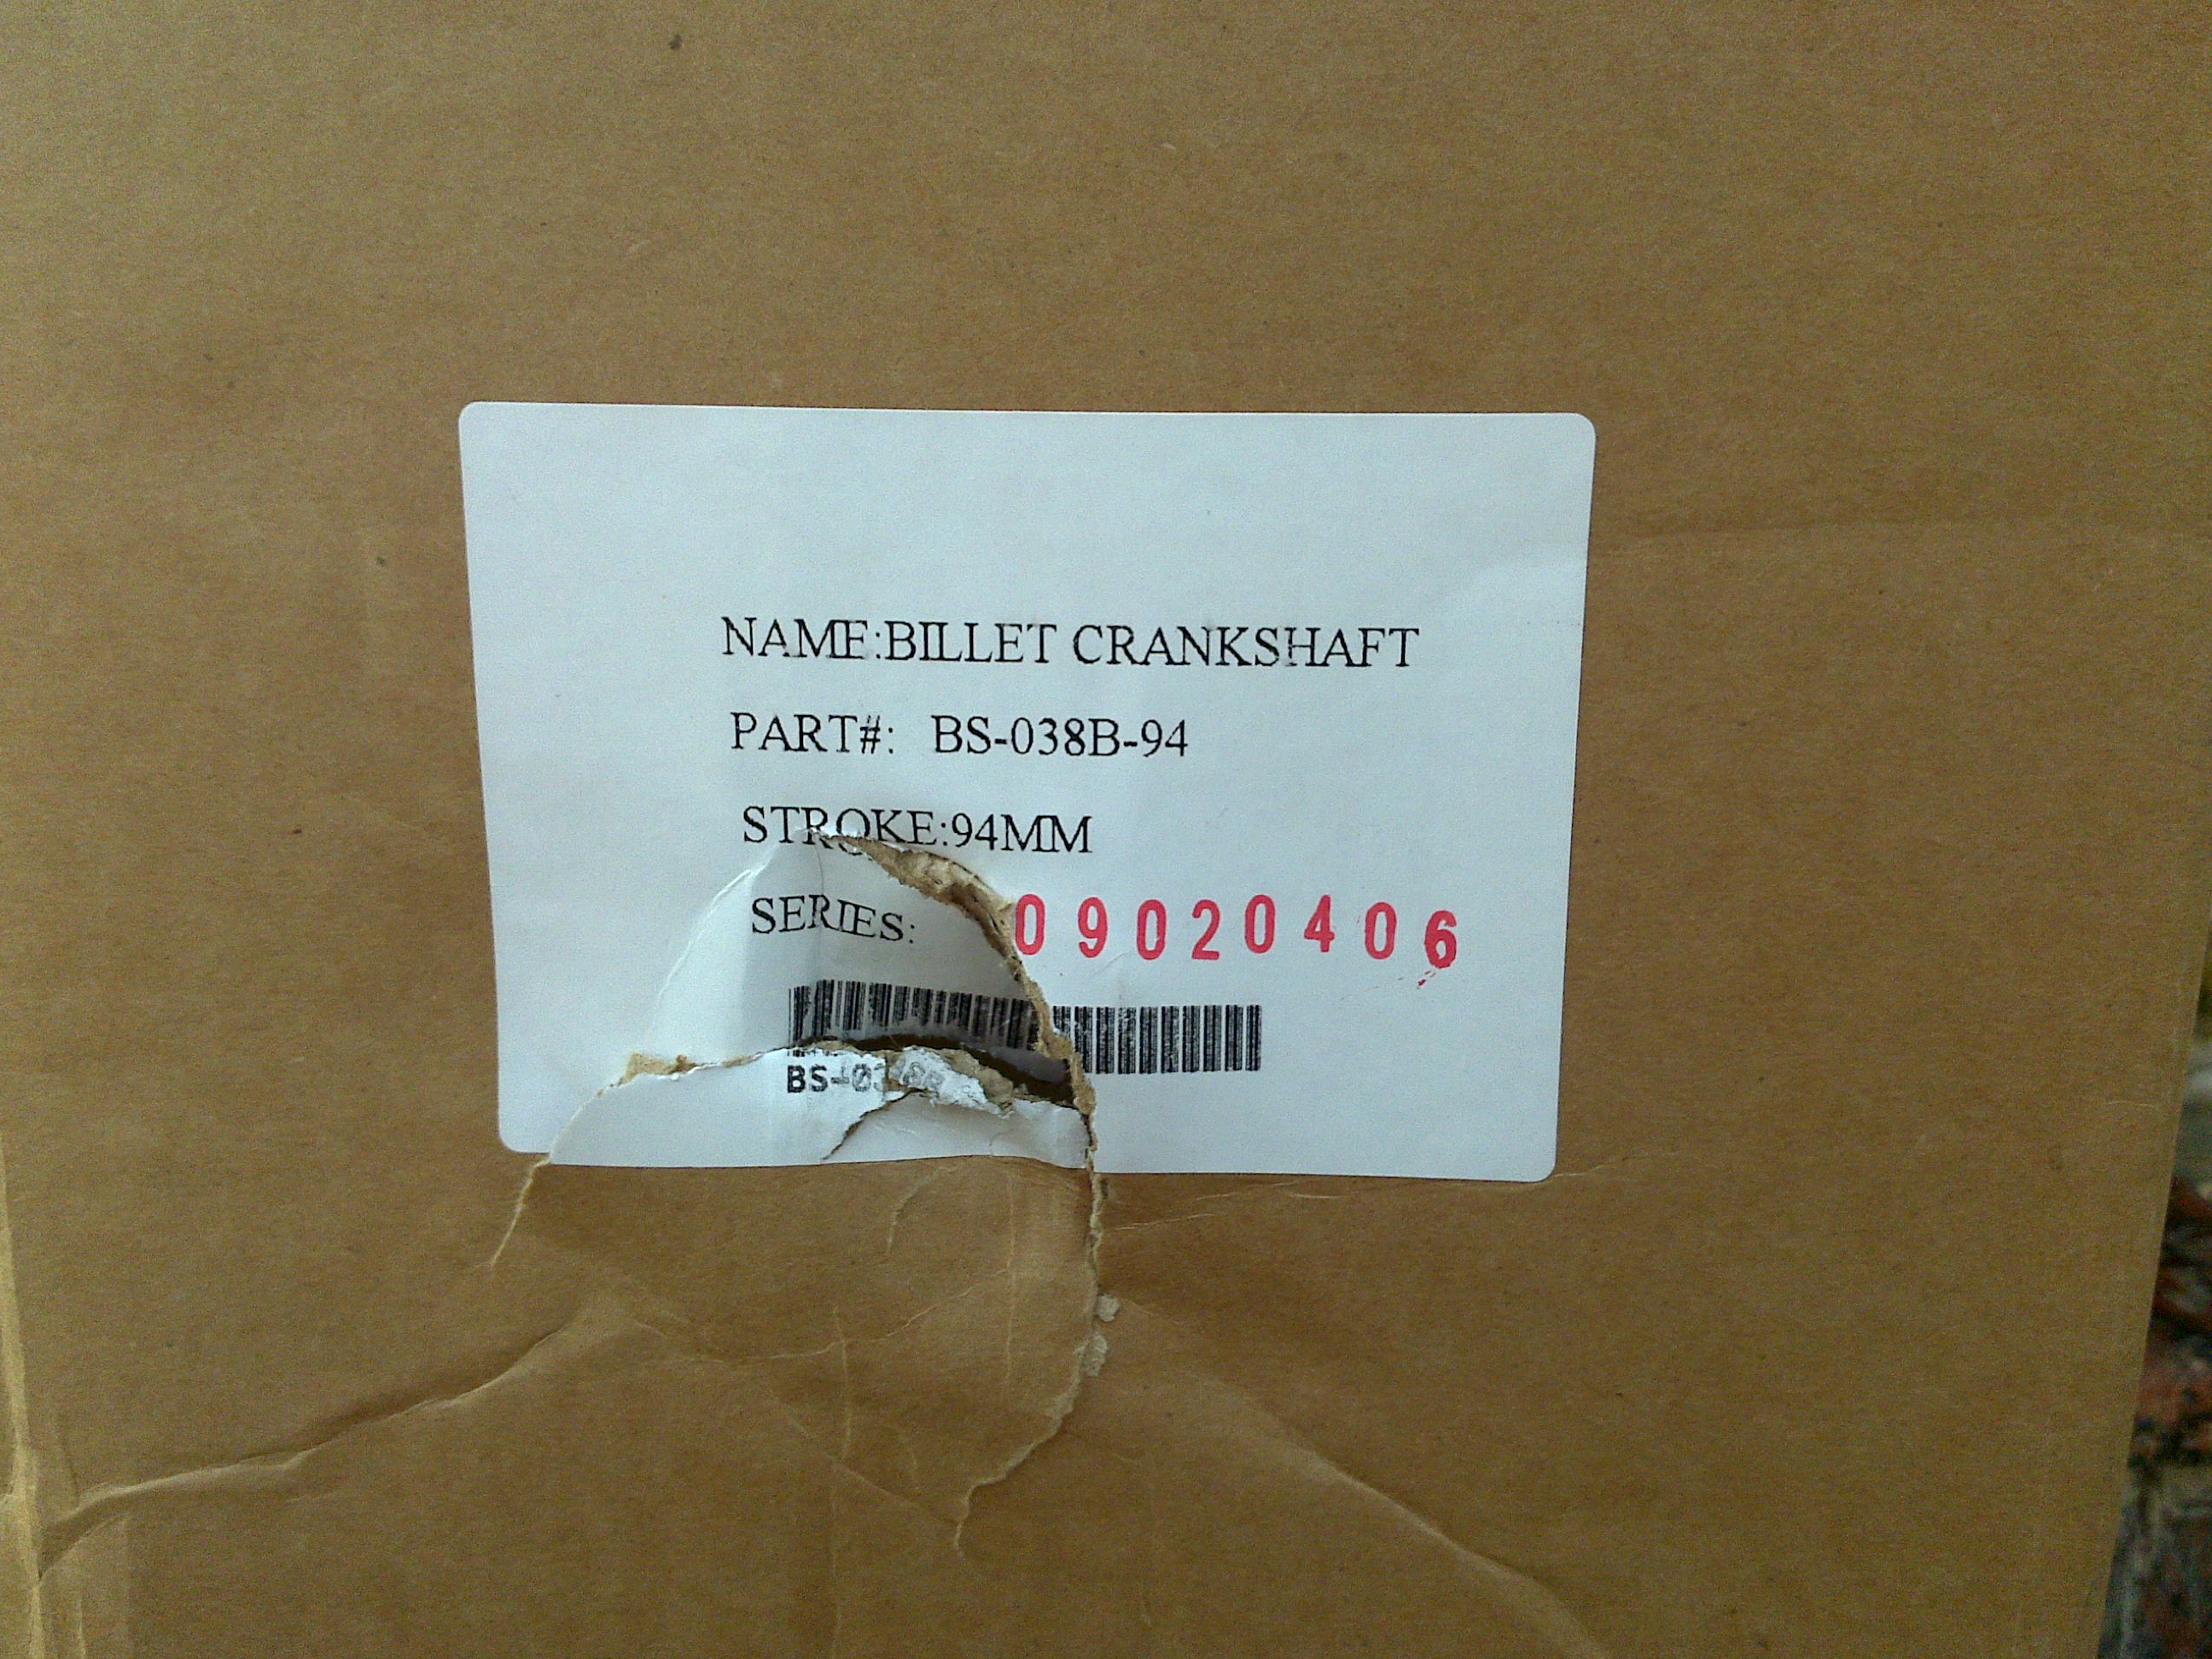 NAME:BILLET CRANKSHAFT
PART#: BS-038B-94
STROKE:94MM
SERIES: 09020406